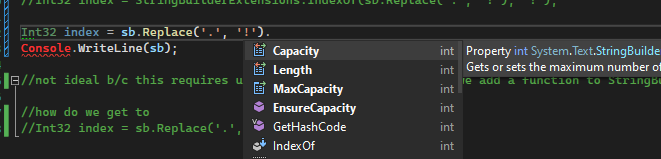 //Int32 index = StringBuilderExtensions.IndexOf(sb.Replace('.', '!'), '!');
Int32 index = sb.Replace('.', '!').
Console.WriteLine(sb);
Capacity int
Length int
MaxCapacity int
EnsureCapacity int
GetHashCode int
IndexOf int
Property int System.Text.StringBuilde
Gets or sets the maximum number of
//not ideal b/c this requires u
e add a function to StringB
//how do we get to
//Int32 index = sb.Replace('.',